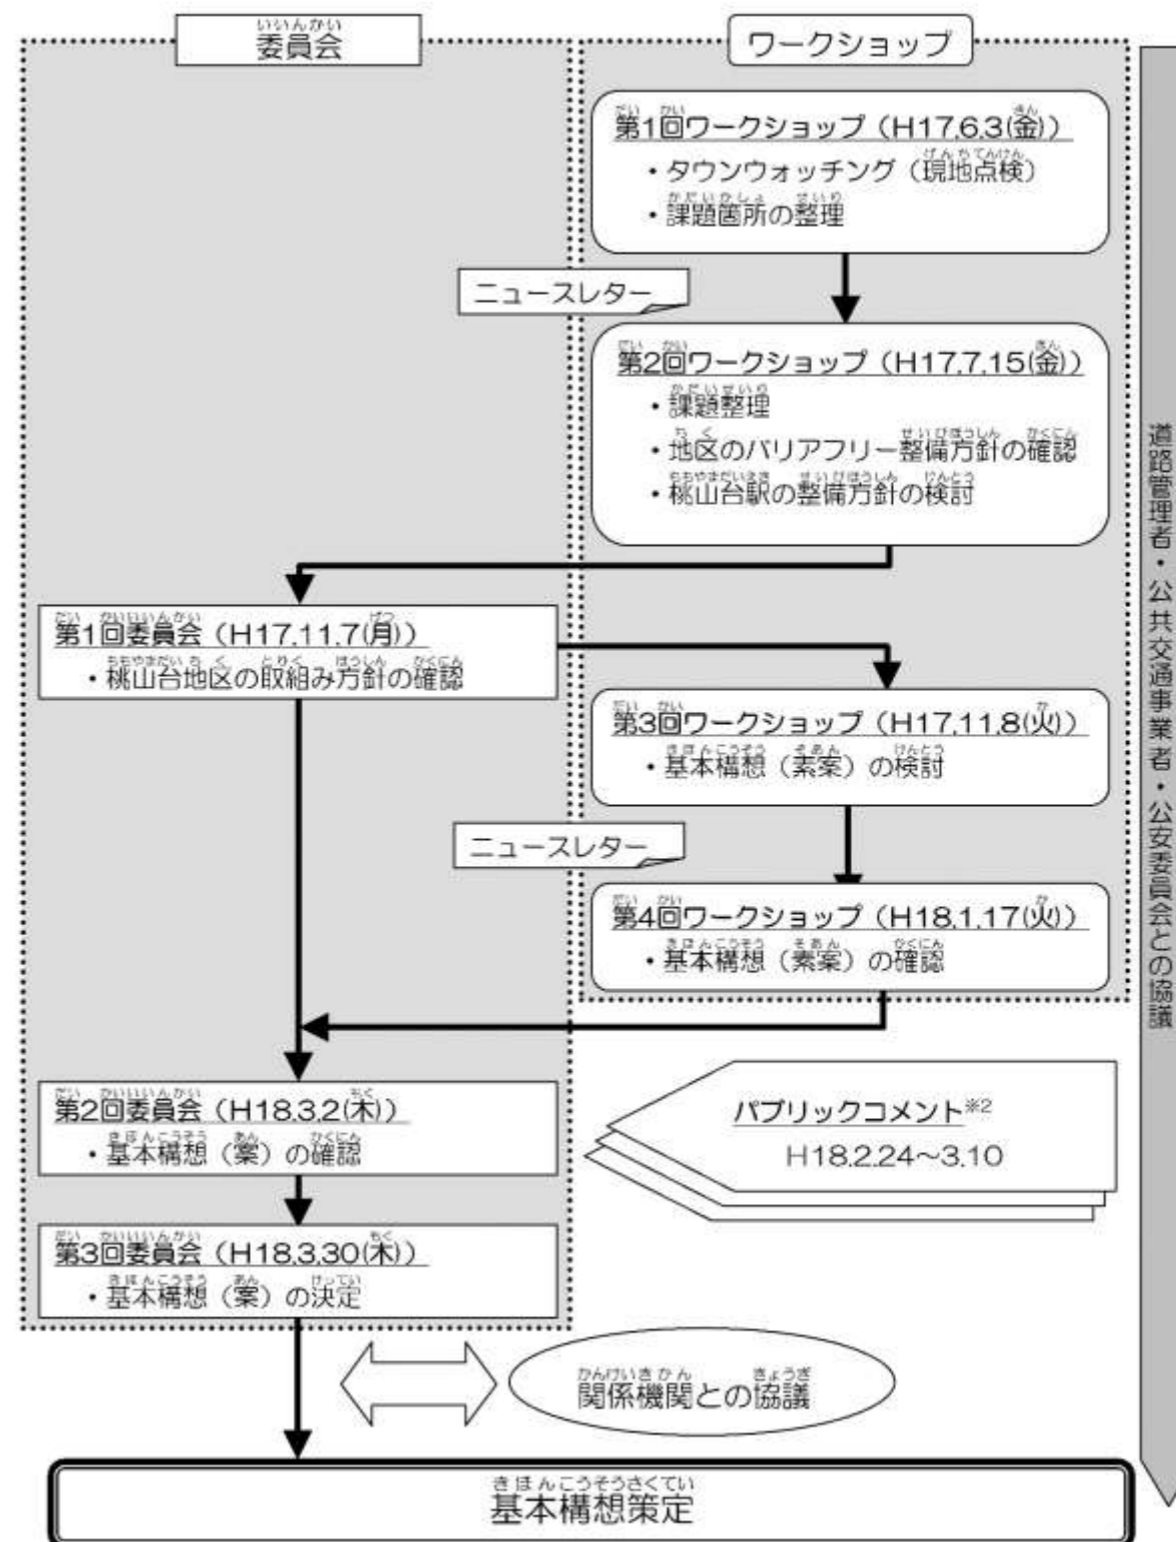 委員会
ワークショップ
第1回ワークショップ（H17.6.3(金)）
・タウンウォッチング（現地点検）
・課題箇所の整理
ニュースレター
第2回ワークショップ（H17.7.15(金)）
・課題整理
・地区のバリアフリー整備方針の確認
・桃山台駅の整備方針の検討
第1回委員会（H17.11.7(月)）
・桃山台地区の取組み方針の確認
第3回ワークショップ（H17.11.8(火)）
・基本構想（素案）の検討
ニュースレター
第4回ワークショップ（H18.1.17(火)）
・基本構想（素案）の確認
第2回委員会（H18.3.2(木)）
・基本構想（案）の確認
パブリックコメント※2
H18.2.24～3.10
第3回委員会（H18.3.30(木)）
・基本構想（案）の決定
関係機関との協議
基本構想策定
道路管理者・公共交通事業者・公安委員会との協議